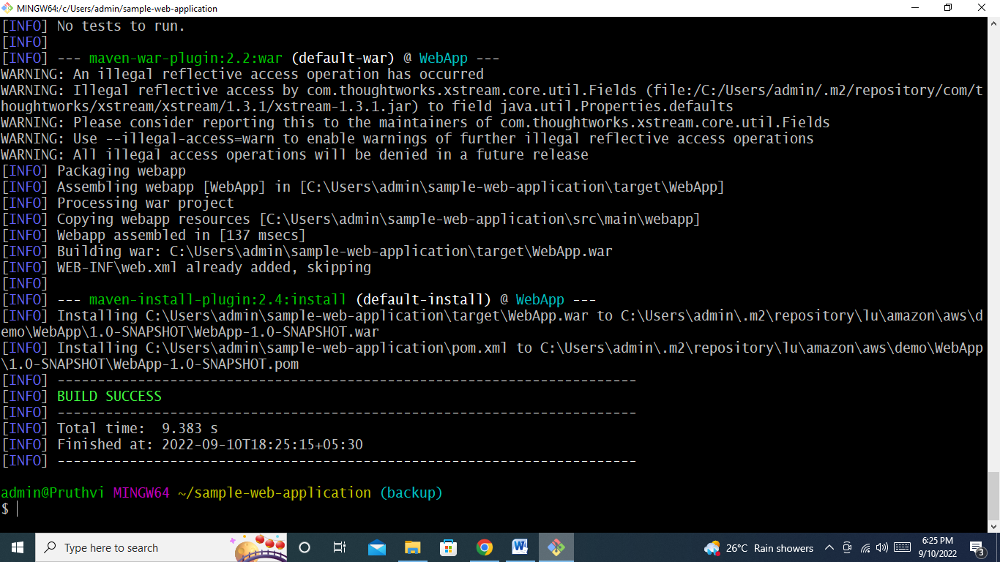 MINGW64:/c/Users/admin/sample-web-application
[INFO] No tests to run.
[INFO]
[INFO] --- maven-war-plugin:2.2:war (default-war) @ WebApp ---
WARNING: An illegal reflective access operation has occurred
WARNING: Illegal reflective access by com.thoughtworks.xstream.core.util.Fields (file:/C:/Users/admin/.m2/repository/com/t
houghtworks/xstream/xstream/1.3.1/xstream-1.3.1.jar) to field java.util.Properties.defaults
WARNING: Please consider reporting this to the maintainers of com.thoughtworks.xstream.core.util.Fields
WARNING: Use --illegal-access=warn to enable warnings of further illegal reflective access operations
WARNING: All illegal access operations will be denied in a future release
[INFO] Packaging webapp
[INFO] Assembling webapp [WebApp] in [C:\Users\admin\sample-web-application\target\WebApp]
[INFO] Processing war project
[INFO] Copying webapp resources [C:\Users\admin\sample-web-application\src\main\webapp]
[INFO] Webapp assembled in [137 msecs]
[INFO] Building war: C:\Users\admin\sample-web-application\target\WebApp.war
[INFO] WEB-INF\web.xml already added, skipping
[INFO]
[INFO] --- maven-install-plugin:2.4:install (default-install) @ WebApp ---
[INFO] Installing C:\Users\admin\sample-web-application\target\WebApp.war to C:\Users\admin\.m2\repository\lu\amazon\aws\d
emo\WebApp\1.0-SNAPSHOT\WebApp-1.0-SNAPSHOT.war
[INFO] Installing C:\Users\admin\sample-web-application\pom.xml to C:\Users\admin\.m2\repository\lu\amazon\aws\demo\WebApp
\1.0-SNAPSHOT\WebApp-1.0-SNAPSHOT.pom
[INFO] ------------------------------------------------------------------------
[INFO] BUILD SUCCESS
[INFO] ------------------------------------------------------------------------
[INFO] Total time:  9.383 s
[INFO] Finished at: 2022-09-10T18:25:15+05:30
[INFO] ------------------------------------------------------------------------
admin@Pruthvi MINGW64 ~/sample-web-application (backup)
$
Type here to search
26°C Rain showers
6:25 PM
9/10/2022
3